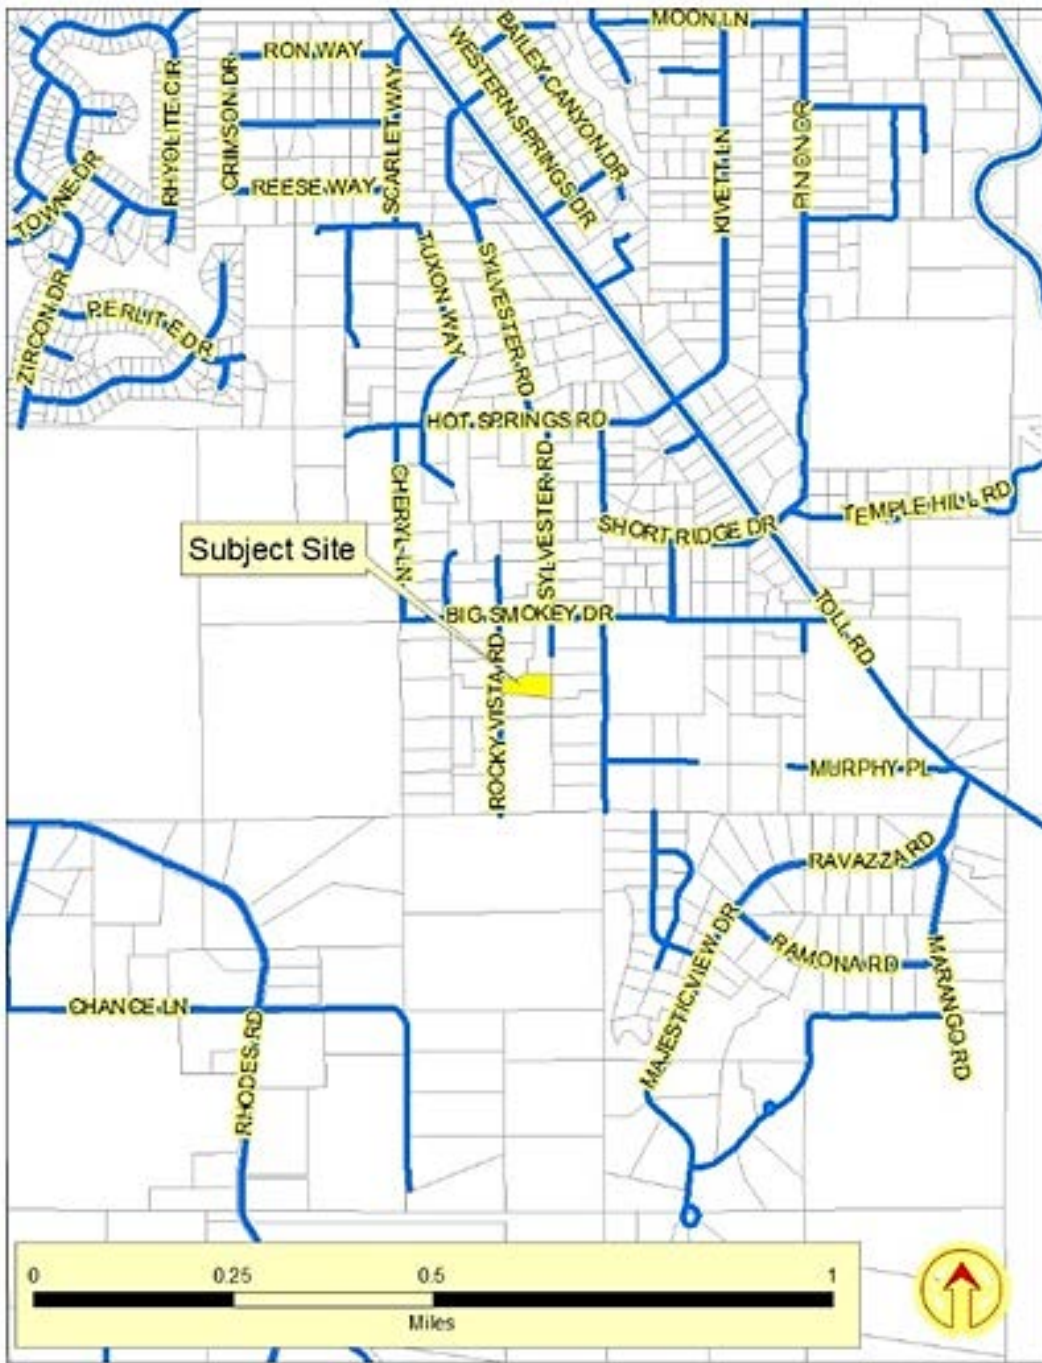 MOON LN
BAILEY CANYON DR
WESTERN SPRINGS DR
RON WAY
CRIMSON DR
RHYOLITE CIR
SCARLET WAY
KIVETT LN
PINION DR
REESE WAY
TOWNE DR
TUXON WAY
SYLVESTER RD
ZIRCON DR
PERLITE DR
HOT SPRINGS RD
CHERYL LN
SYLVESTER RD
TEMPLE HILL RD
SHORT RIDGE DR
Subject Site
BIG SMOKEY DR
TOLL RD
ROCKY VISTA RD
MURPHY PL
RAVAZZA RD
MAJESTIC VIEW DR
RAMONA RD
MARANGO RD
CHANCE LN
RHODES RD
0 0.25 0.5 1
Miles